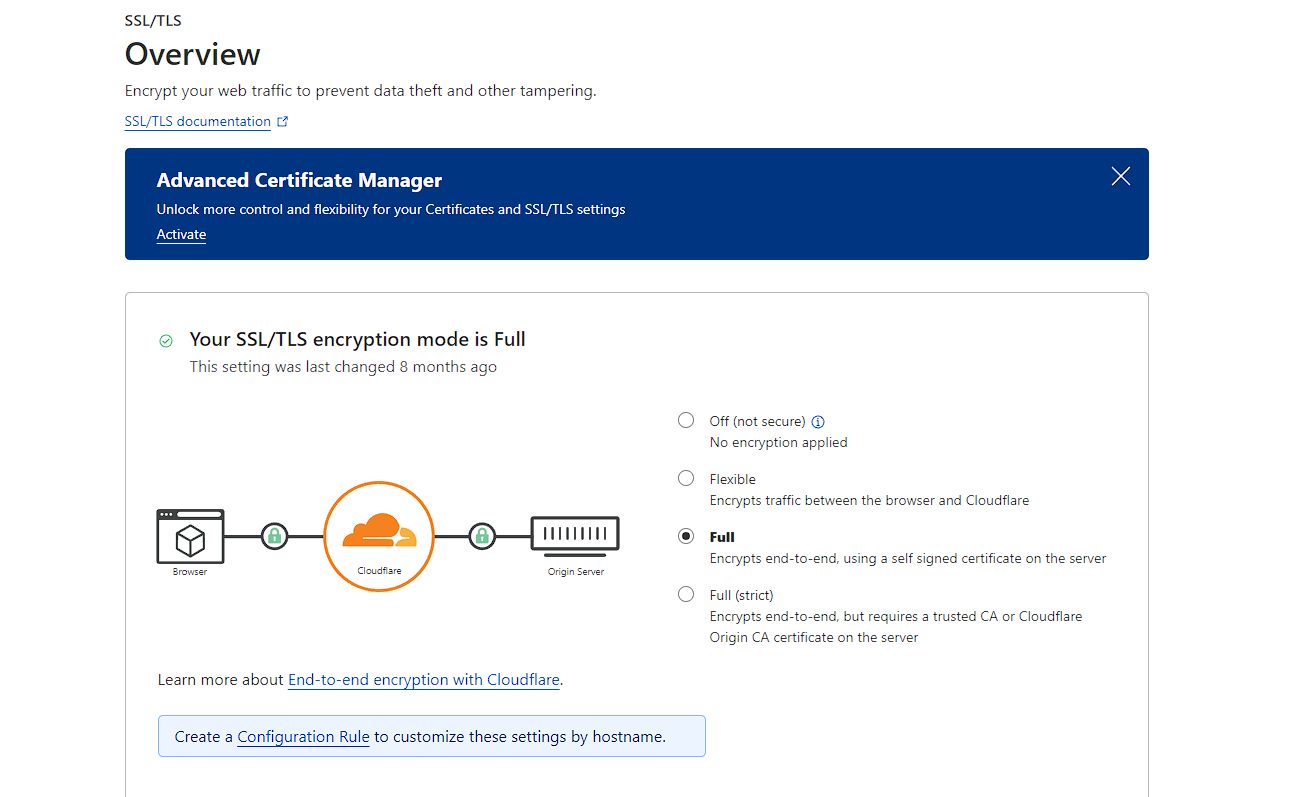 SSL/TLS
Overview
Encrypt your web traffic to prevent data theft and other tampering.
SSL/TLS documentation
Advanced Certificate Manager
Unlock more control and flexibility for your Certificates and SSL/TLS settings
Activate
Your SSL/TLS encryption mode is Full
This setting was last changed 8 months ago
Browser
Cloudflare
Origin Server
Off (not secure)
No encryption applied
Flexible
Encrypts traffic between the browser and Cloudflare
Full
Encrypts end-to-end, using a self signed certificate on the server
Full (strict)
Encrypts end-to-end, but requires a trusted CA or Cloudflare
Origin CA certificate on the server
Learn more about End-to-end encryption with Cloudflare.
Create a Configuration Rule to customize these settings by hostname.